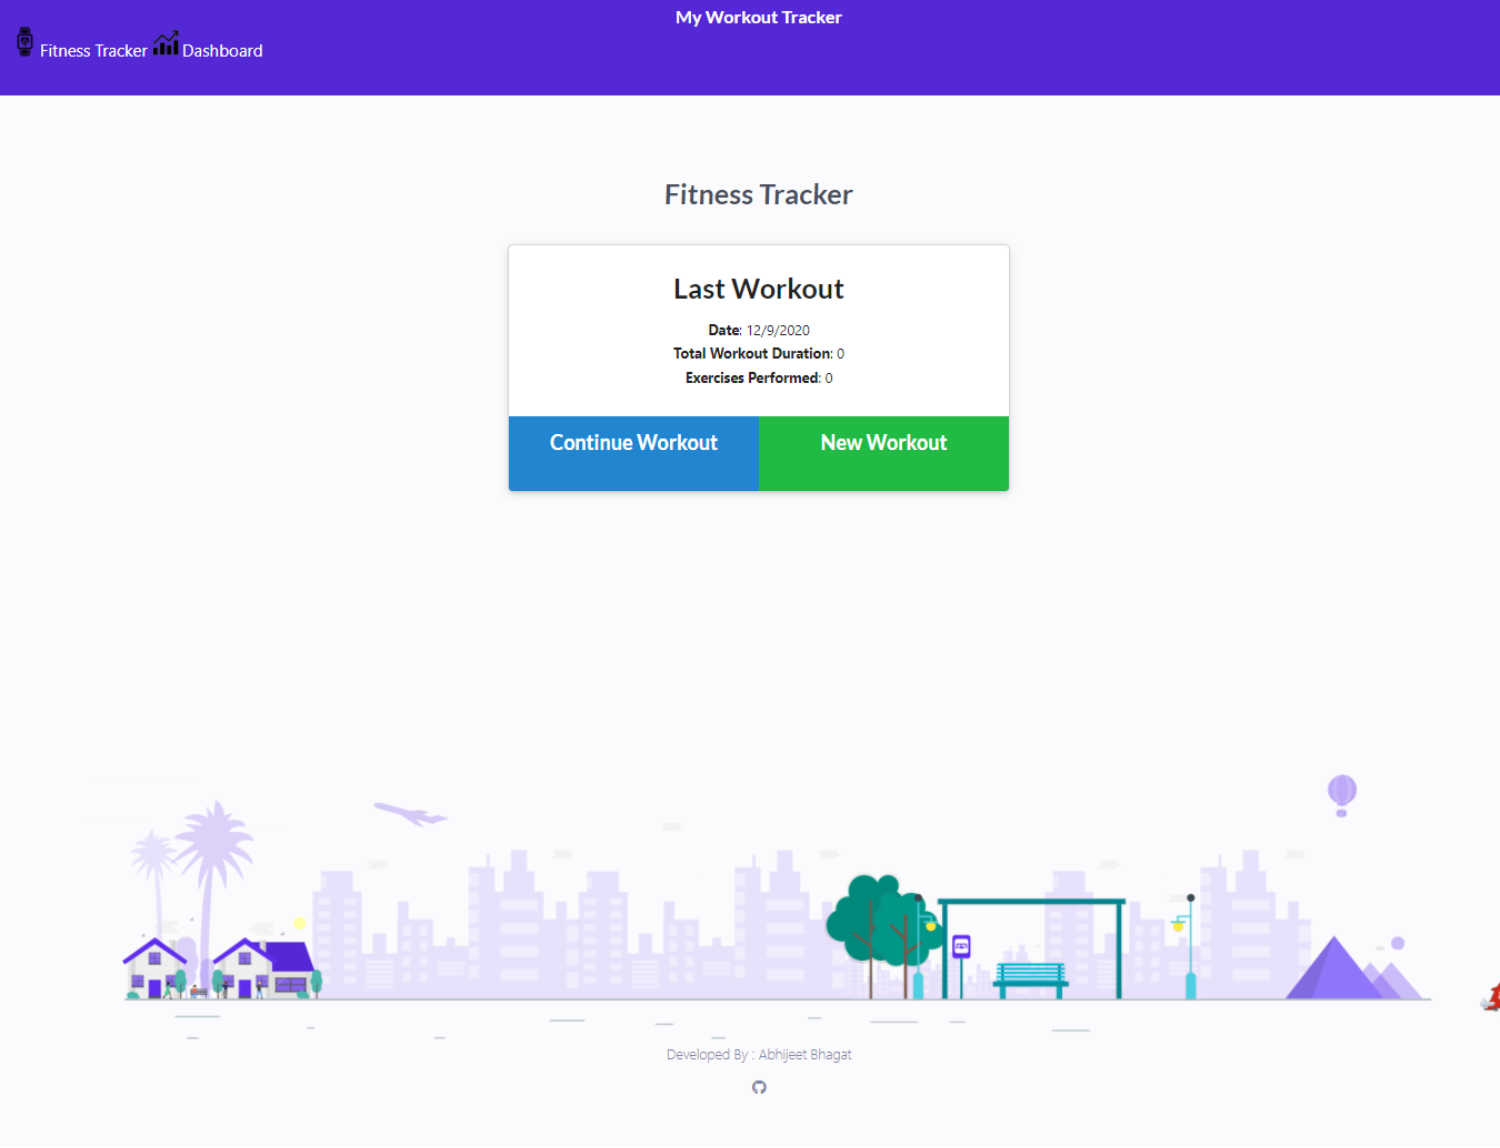 My Workout Tracker
Fitness Tracker Dashboard
Fitness Tracker
Last Workout
Date: 12/9/2020
Total Workout Duration: 0
Exercises Performed: 0
Continue Workout New Workout
Developed By : Abhijeet Bhagat